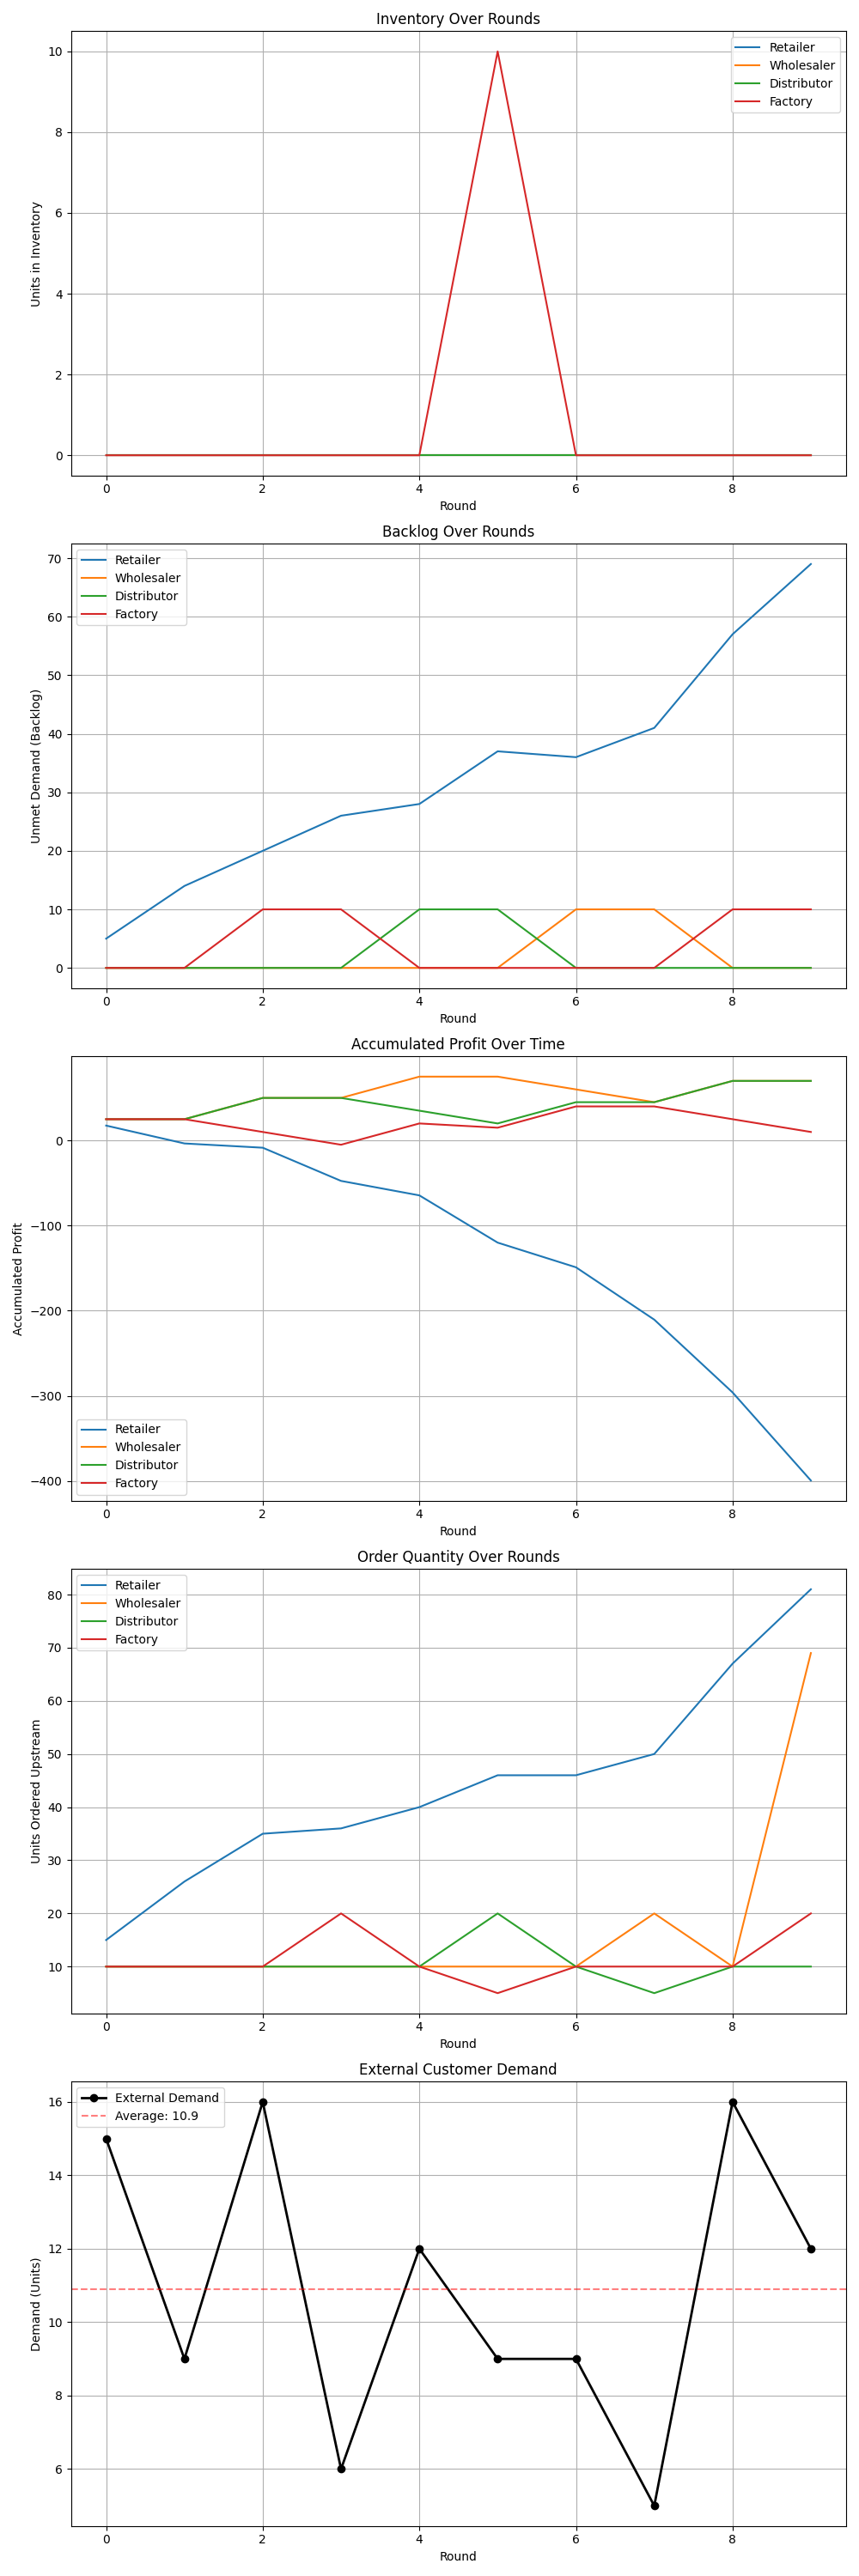 Inventory Over Rounds
Retailer
Wholesaler
Distributor
Factory
Units in Inventory
10
8
6
4
2
0
0 2 4 6 8
Round
Backlog Over Rounds
Retailer
Wholesaler
Distributor
Factory
Unmet Demand (Backlog)
70
60
50
40
30
20
10
0
0 2 4 6 8
Round
Accumulated Profit Over Time
Accumulated Profit
0
−100
−200
−300
−400
Retailer
Wholesaler
Distributor
Factory
0 2 4 6 8
Round
Order Quantity Over Rounds
Retailer
Wholesaler
Distributor
Factory
Units Ordered Upstream
80
70
60
50
40
30
20
10
0 2 4 6 8
Round
External Customer Demand
External Demand
Average: 10.9
Demand (Units)
16
14
12
10
8
6
0 2 4 6 8
Round